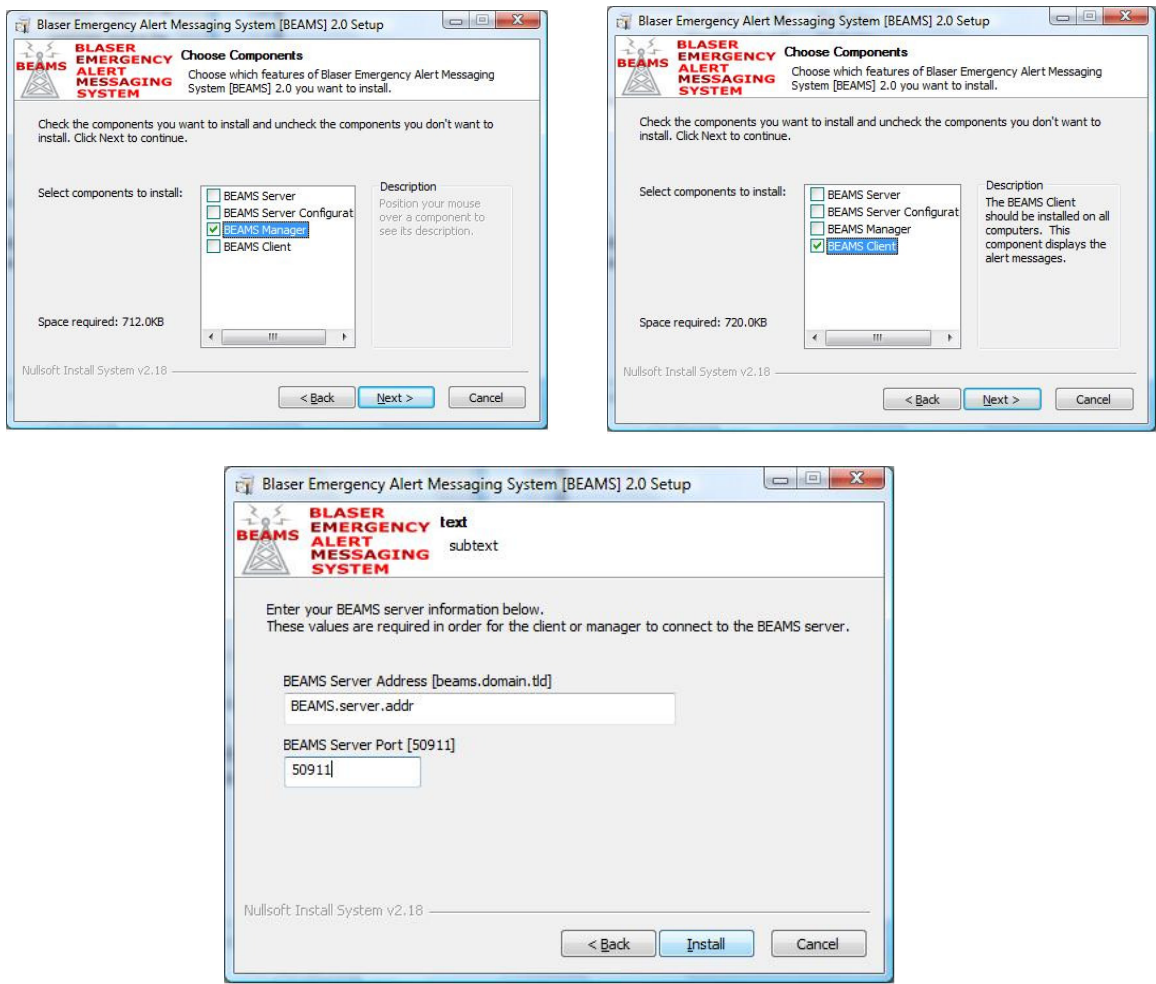 Blaser Emergency Alert Messaging System [BEAMS] 2.0 Setup
BEAMS
BLASER
EMERGENCY
ALERT
MESSAGING
SYSTEM
Choose Components
Choose which features of Blaser Emergency Alert Messaging
System [BEAMS] 2.0 you want to install.
Check the components you want to install and uncheck the components you don't want to
install. Click Next to continue.
Select components to install:
BEAMS Server
BEAMS Server Configurat
BEAMS Manager
BEAMS Client
Description
Position your mouse
over a component to
see its description.
Space required: 712.0KB
Nullsoft Install System v2.18
< Back
Next >
Cancel
Blaser Emergency Alert Messaging System [BEAMS] 2.0 Setup
BEAMS
BLASER
EMERGENCY
ALERT
MESSAGING
SYSTEM
Choose Components
Choose which features of Blaser Emergency Alert Messaging
System [BEAMS] 2.0 you want to install.
Check the components you want to install and uncheck the components you don't want to
install. Click Next to continue.
Select components to install:
BEAMS Server
BEAMS Server Configurat
BEAMS Manager
BEAMS Client
Description
The BEAMS Client
should be installed on all
computers. This
component displays the
alert messages.
Space required: 720.0KB
Nullsoft Install System v2.18
< Back
Next >
Cancel
Blaser Emergency Alert Messaging System [BEAMS] 2.0 Setup
BEAMS
BLASER
EMERGENCY
ALERT
MESSAGING
SYSTEM
text
subtext
Enter your BEAMS server information below.
These values are required in order for the client or manager to connect to the BEAMS server.
BEAMS Server Address [beams.domain.tld]
BEAMS.server.addr
BEAMS Server Port [50911]
50911
Nullsoft Install System v2.18
< Back
Install
Cancel